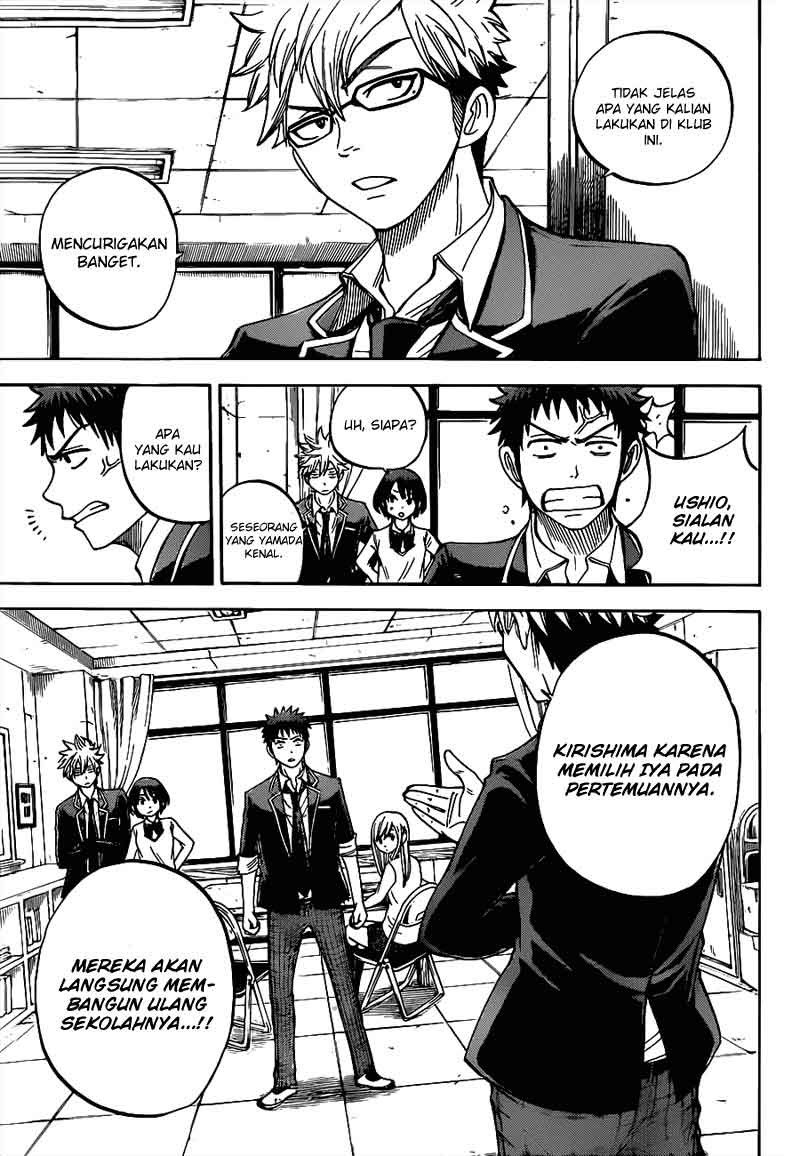 TIDAK JELAS
APA YANG KALIAN
LAKUKAN DI KLUB
INI.
MENCURIGAKAN
BANGET.
USHIO,
SIALAN
KAU...!!
UH, SIAPA?
SESEORANG
YANG YAMADA
KENAL.
APA
YANG KAU
LAKUKAN?
KIRISHIMA KARENA
MEMILIH IYA PADA
PERTEMUANNYA.
MEREKA AKAN
LANGSUNG MEM-
BANGUN ULANG
SEKOLAHNYA...!!